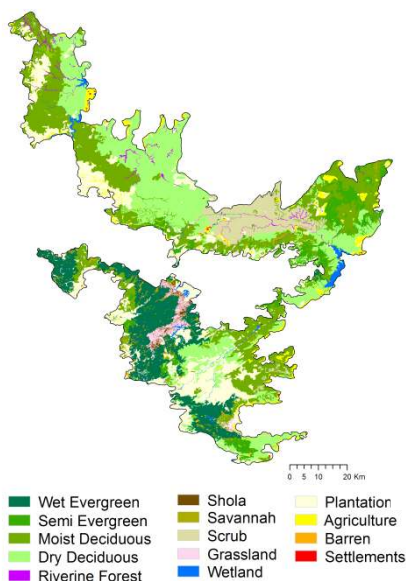 0 5 10 20 Km
Wet Evergreen
Semi Evergreen
Moist Deciduous
Dry Deciduous
Riverine Forest
Shola
Savannah
Scrub
Grassland
Wetland
Plantation
Agriculture
Barren
Settlements